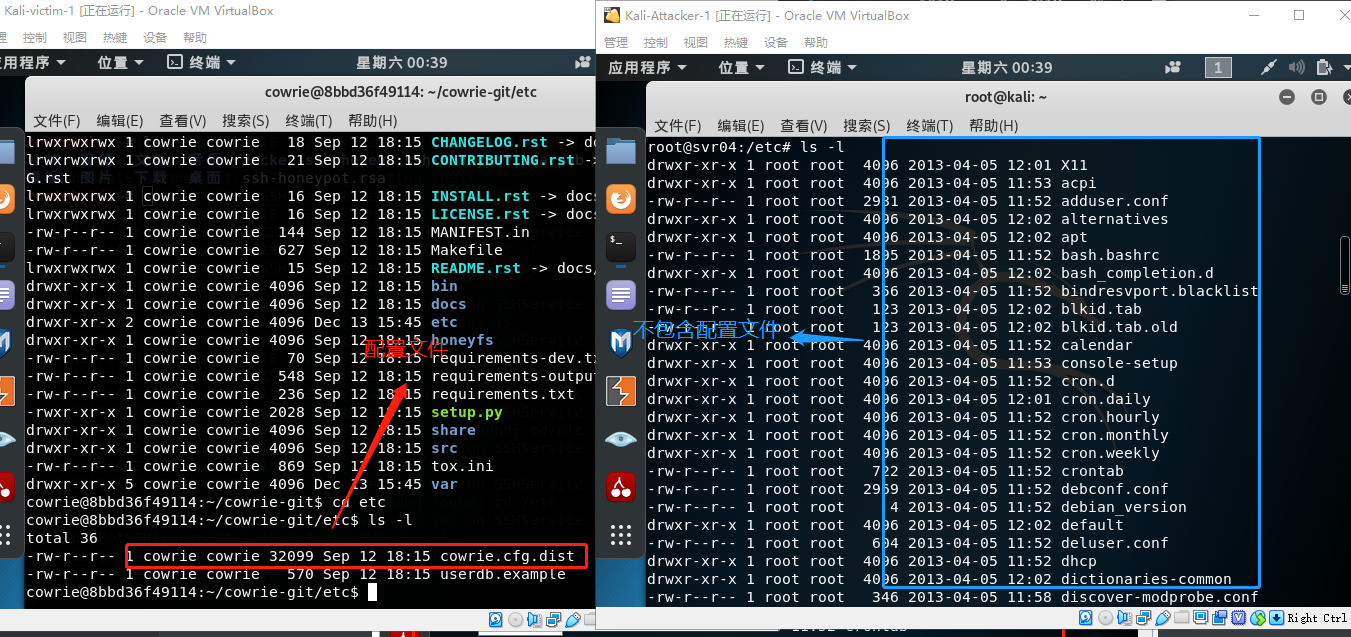 Kali-victim-1 [正在运行] - Oracle VM VirtualBox
理 控制 视图 热键 设备 帮助
应用程序 位置 终端 星期六 00:39
cowrie@8bbd36f49114: ~/cowrie-git/etc
文件(F) 编辑(E) 查看(V) 搜索(S) 终端(T) 帮助(H)
lrwxrwxrwx 1 cowrie cowrie 18 Sep 12 18:15 CHANGELOG.rst -> do
lrwxrwxrwx 1 cowrie cowrie 21 Sep 12 18:15 CONTRIBUTING.rst ->
G.rst
lrwxrwxrwx 1 cowrie cowrie 16 Sep 12 18:15 INSTALL.rst -> docs
lrwxrwxrwx 1 cowrie cowrie 16 Sep 12 18:15 LICENSE.rst -> docs
-rw-r--r-- 1 cowrie cowrie 144 Sep 12 18:15 MANIFEST.in
-rw-r--r-- 1 cowrie cowrie 627 Sep 12 18:15 Makefile
lrwxrwxrwx 1 cowrie cowrie 15 Sep 12 18:15 README.rst -> docs/
drwxr-xr-x 1 cowrie cowrie 4096 Sep 12 18:15 bin
drwxr-xr-x 1 cowrie cowrie 4096 Sep 12 18:15 docs
drwxr-xr-x 2 cowrie cowrie 4096 Dec 13 15:45 etc
drwxr-xr-x 1 cowrie cowrie 4096 Sep 12 18:15 honeyfs
配置文件
-rw-r--r-- 1 cowrie cowrie 70 Sep 12 18:15 requirements-dev.tx
-rw-r--r-- 1 cowrie cowrie 548 Sep 12 18:15 requirements-outpu
-rw-r--r-- 1 cowrie cowrie 236 Sep 12 18:15 requirements.txt
-rwxr-xr-x 1 cowrie cowrie 2028 Sep 12 18:15 setup.py
drwxr-xr-x 1 cowrie cowrie 4096 Sep 12 18:15 share
drwxr-xr-x 1 cowrie cowrie 4096 Sep 12 18:15 src
-rw-r--r-- 1 cowrie cowrie 869 Sep 12 18:15 tox.ini
drwxr-xr-x 5 cowrie cowrie 4096 Dec 13 15:45 var
cowrie@8bbd36f49114:~/cowrie-git$ cd etc
cowrie@8bbd36f49114:~/cowrie-git/etc$ ls -l
total 36
-rw-r--r-- 1 cowrie cowrie 32099 Sep 12 18:15 cowrie.cfg.dist
-rw-r--r-- 1 cowrie cowrie 570 Sep 12 18:15 userdb.example
cowrie@8bbd36f49114:~/cowrie-git/etc$
Kali-Attacker-1 [正在运行] - Oracle VM VirtualBox
管理 控制 视图 热键 设备 帮助
应用程序 位置 终端 星期六 00:39 1
root@kali: ~
文件(F) 编辑(E) 查看(V) 搜索(S) 终端(T) 帮助(H)
root@svr04:/etc# ls -l
drwxr-xr-x 1 root root 4096 2013-04-05 12:01 X11
drwxr-xr-x 1 root root 4096 2013-04-05 11:53 acpi
-rw-r--r-- 1 root root 2981 2013-04-05 11:52 adduser.conf
drwxr-xr-x 1 root root 4096 2013-04-05 12:02 alternatives
drwxr-xr-x 1 root root 4096 2013-04-05 12:02 apt
-rw-r--r-- 1 root root 1895 2013-04-05 11:52 bash.bashrc
drwxr-xr-x 1 root root 4096 2013-04-05 12:02 bash_completion.d
-rw-r--r-- 1 root root 356 2013-04-05 11:52 bindresvport.blacklist
-rw-r--r-- 1 root root 123 2013-04-05 12:02 blkid.tab
-rw-r--r-- 1 root root 123 2013-04-05 12:02 blkid.tab.old
不包含配置文件
drwxr-xr-x 1 root root 4096 2013-04-05 11:52 calendar
drwxr-xr-x 1 root root 4096 2013-04-05 11:53 console-setup
drwxr-xr-x 1 root root 4096 2013-04-05 11:52 cron.d
drwxr-xr-x 1 root root 4096 2013-04-05 12:01 cron.daily
drwxr-xr-x 1 root root 4096 2013-04-05 11:52 cron.hourly
drwxr-xr-x 1 root root 4096 2013-04-05 11:52 cron.monthly
drwxr-xr-x 1 root root 4096 2013-04-05 11:52 cron.weekly
-rw-r--r-- 1 root root 722 2013-04-05 11:52 crontab
-rw-r--r-- 1 root root 2969 2013-04-05 11:52 debconf.conf
-rw-r--r-- 1 root root 4 2013-04-05 11:52 debian_version
drwxr-xr-x 1 root root 4096 2013-04-05 12:02 default
-rw-r--r-- 1 root root 604 2013-04-05 11:52 deluser.conf
drwxr-xr-x 1 root root 4096 2013-04-05 11:52 dhcp
drwxr-xr-x 1 root root 4096 2013-04-05 12:02 dictionaries-common
-rw-r--r-- 1 root root 346 2013-04-05 11:58 discover-modprobe.conf
Right Ctrl